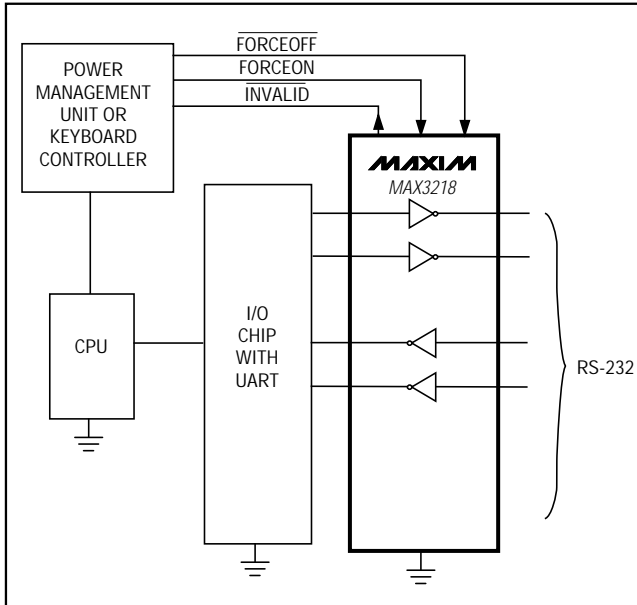 FORCEOFF
FORCEON
INVALID
POWER
MANAGEMENT
UNIT OR
KEYBOARD
CONTROLLER
MAXIM
MAX3218
I/O
CHIP
WITH
UART
CPU
RS-232